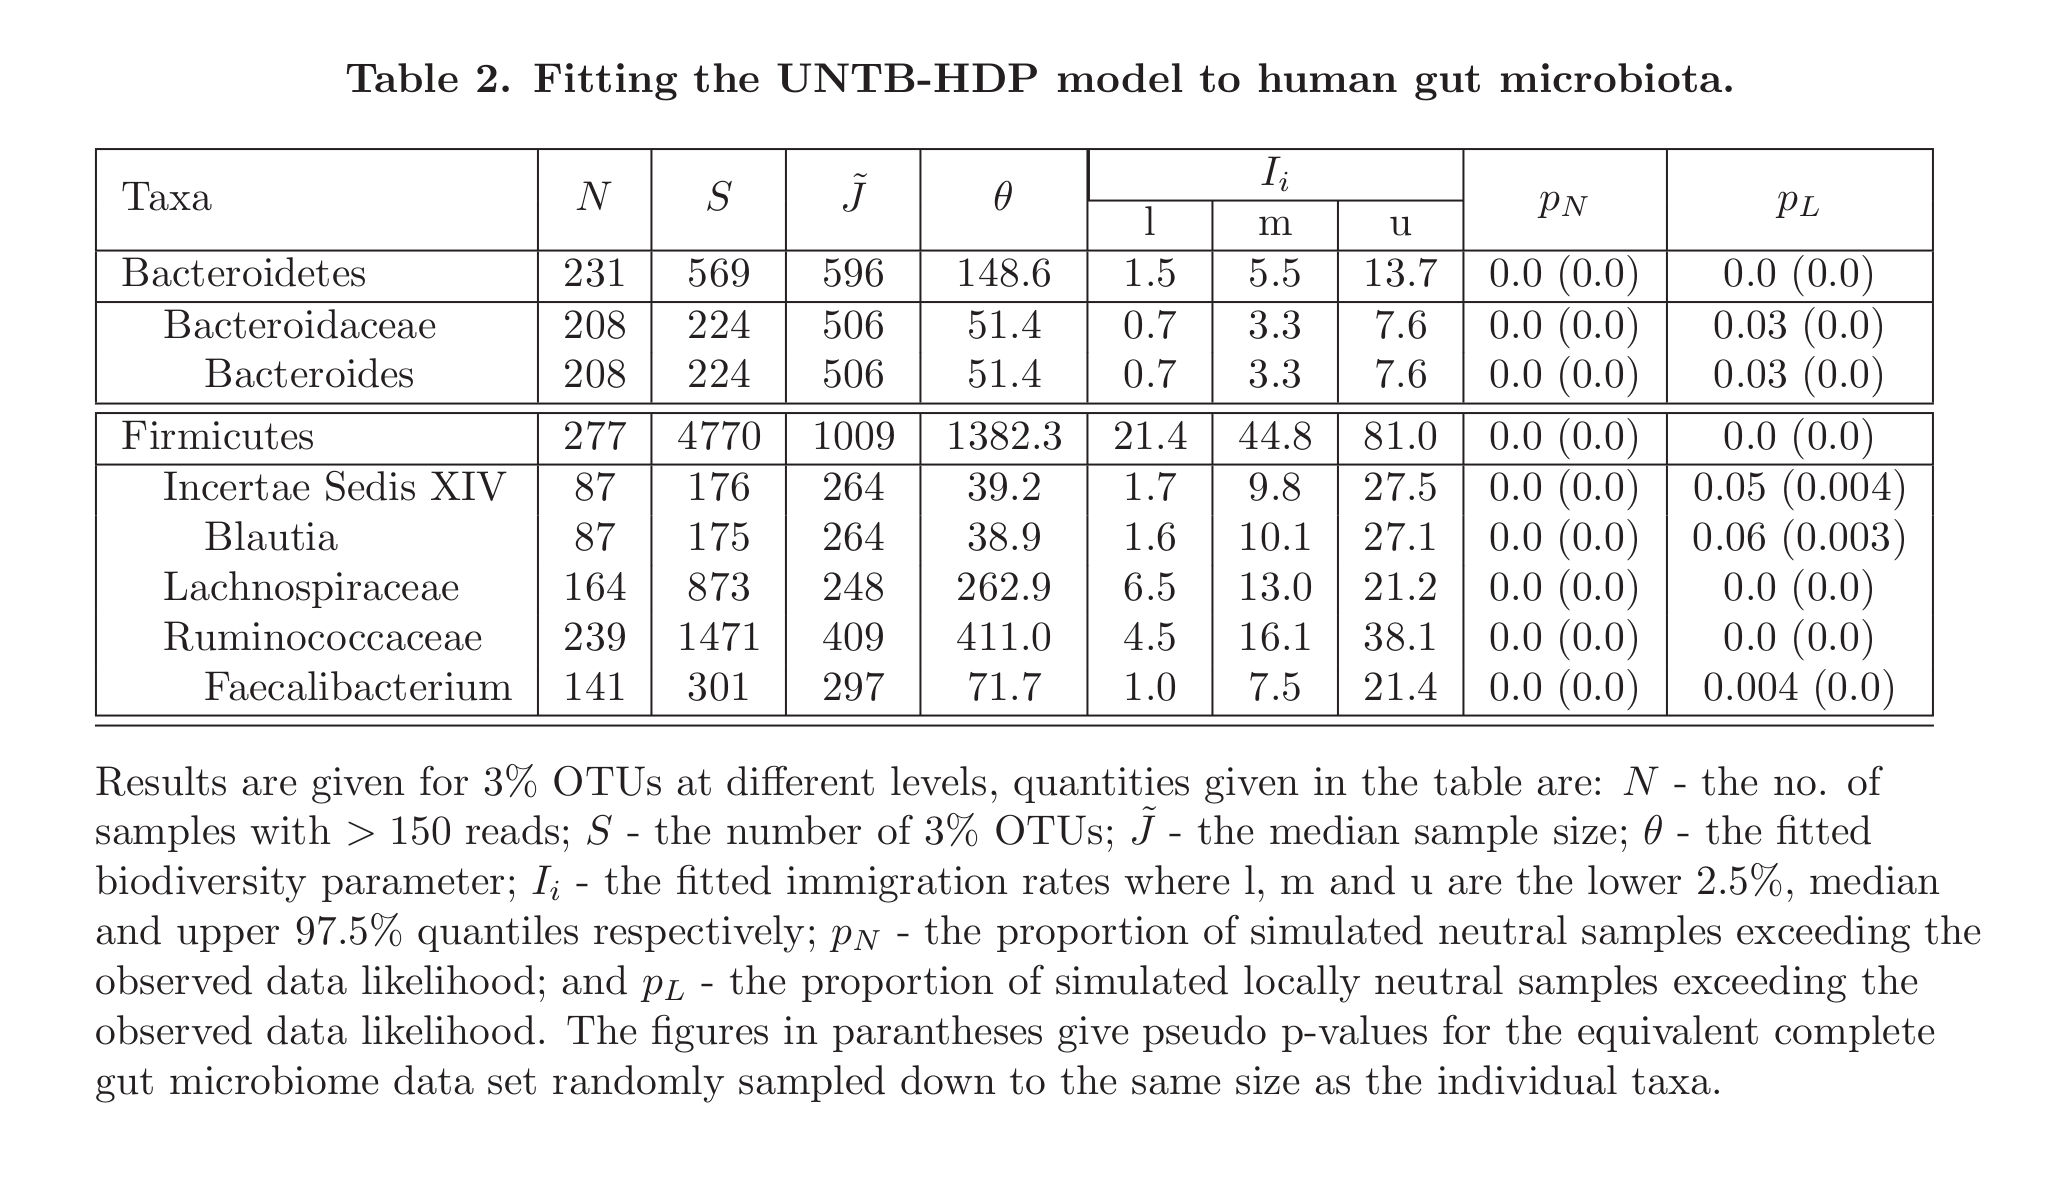 Table 2. Fitting the UNTB-HDP model to human gut microbiota.
Taxa N S J̃ θ I_i p_N p_L
l m u
Bacteroidetes 231 569 596 148.6 1.5 5.5 13.7 0.0 (0.0) 0.0 (0.0)
Bacteroidaceae 208 224 506 51.4 0.7 3.3 7.6 0.0 (0.0) 0.03 (0.0)
Bacteroides 208 224 506 51.4 0.7 3.3 7.6 0.0 (0.0) 0.03 (0.0)
Firmicutes 277 4770 1009 1382.3 21.4 44.8 81.0 0.0 (0.0) 0.0 (0.0)
Incertae Sedis XIV 87 176 264 39.2 1.7 9.8 27.5 0.0 (0.0) 0.05 (0.004)
Blautia 87 175 264 38.9 1.6 10.1 27.1 0.0 (0.0) 0.06 (0.003)
Lachnospiraceae 164 873 248 262.9 6.5 13.0 21.2 0.0 (0.0) 0.0 (0.0)
Ruminococcaceae 239 1471 409 411.0 4.5 16.1 38.1 0.0 (0.0) 0.0 (0.0)
Faecalibacterium 141 301 297 71.7 1.0 7.5 21.4 0.0 (0.0) 0.004 (0.0)
Results are given for 3% OTUs at different levels, quantities given in the table are: N - the no. of
samples with > 150 reads; S - the number of 3% OTUs; J̃ - the median sample size; θ - the fitted
biodiversity parameter; I_i - the fitted immigration rates where l, m and u are the lower 2.5%, median
and upper 97.5% quantiles respectively; p_N - the proportion of simulated neutral samples exceeding the
observed data likelihood; and p_L - the proportion of simulated locally neutral samples exceeding the
observed data likelihood. The figures in parantheses give pseudo p-values for the equivalent complete
gut microbiome data set randomly sampled down to the same size as the individual taxa.